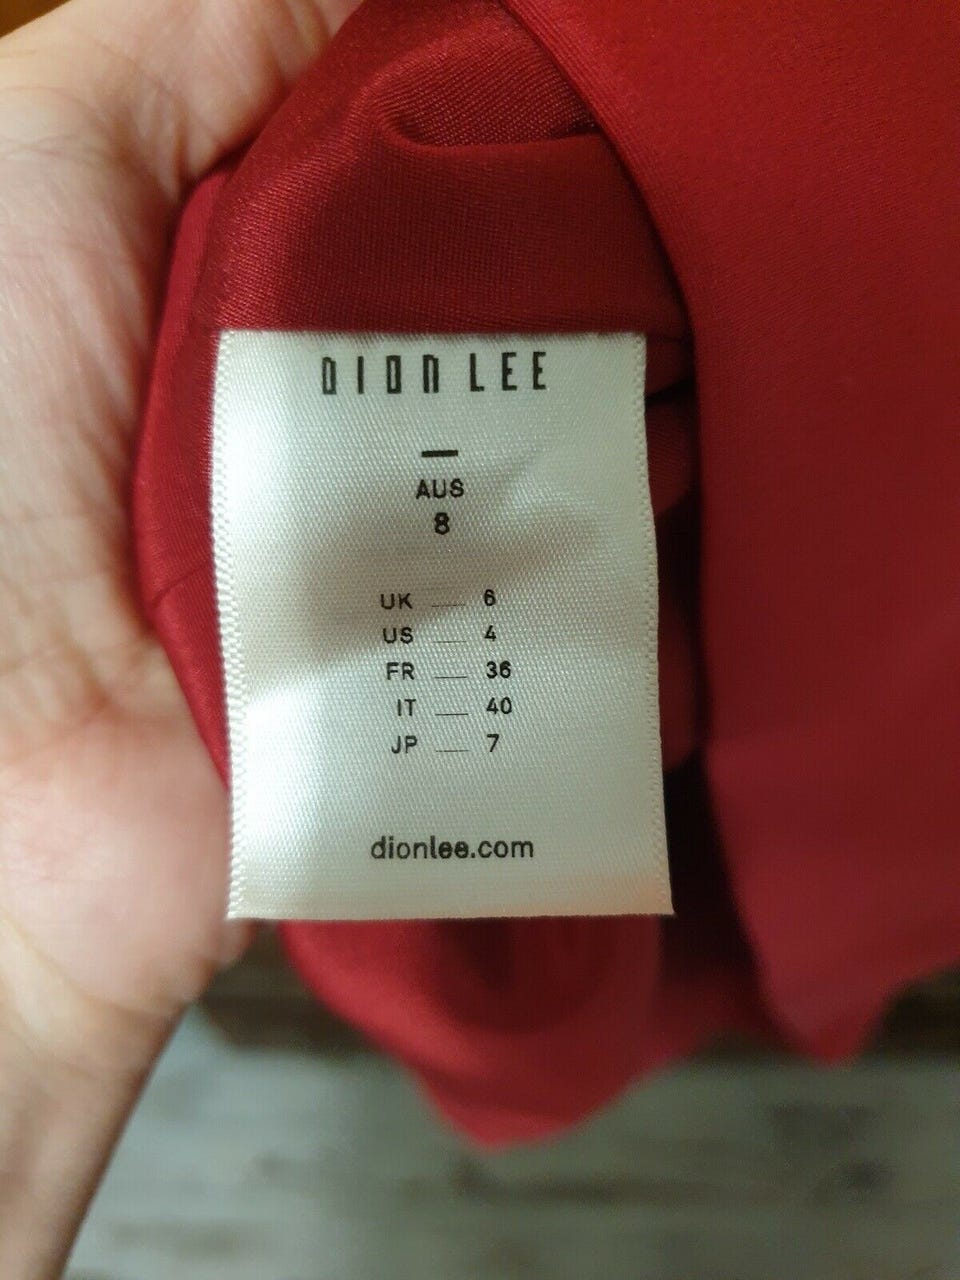 DION LEE
—
AUS
8
UK — 6
US — 4
FR — 36
IT — 40
JP — 7
dionlee.com